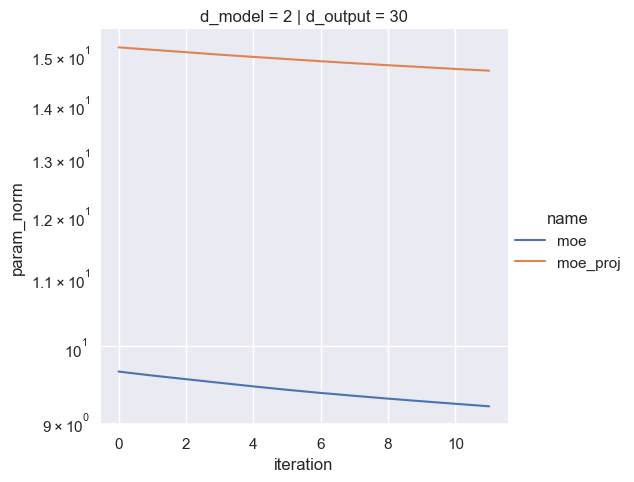 d_model = 2 | d_output = 30
1.5 × 10¹
1.4 × 10¹
1.3 × 10¹
1.2 × 10¹
1.1 × 10¹
10¹
9 × 10⁰
param_norm
0 2 4 6 8 10
iteration
name
moe
moe_proj